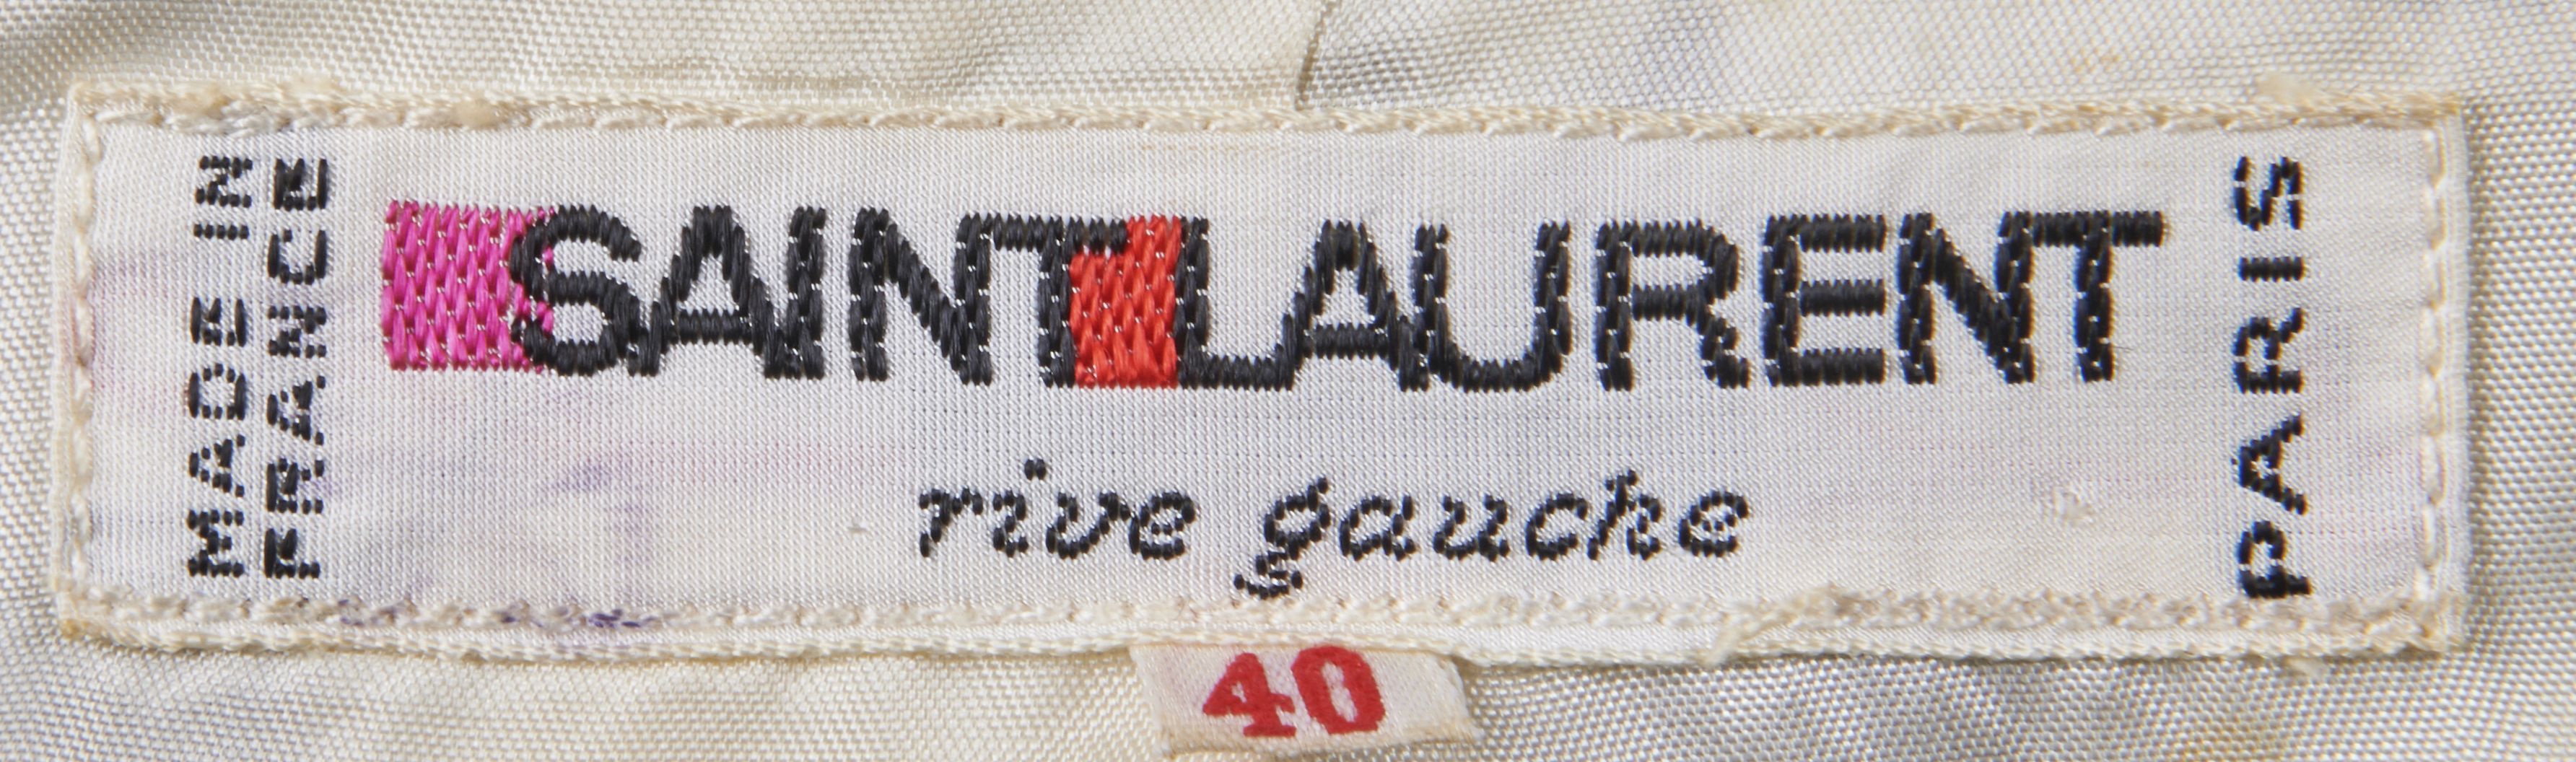 MADE IN
FRANCE
SAINT LAURENT
rive gauche
PARIS
40